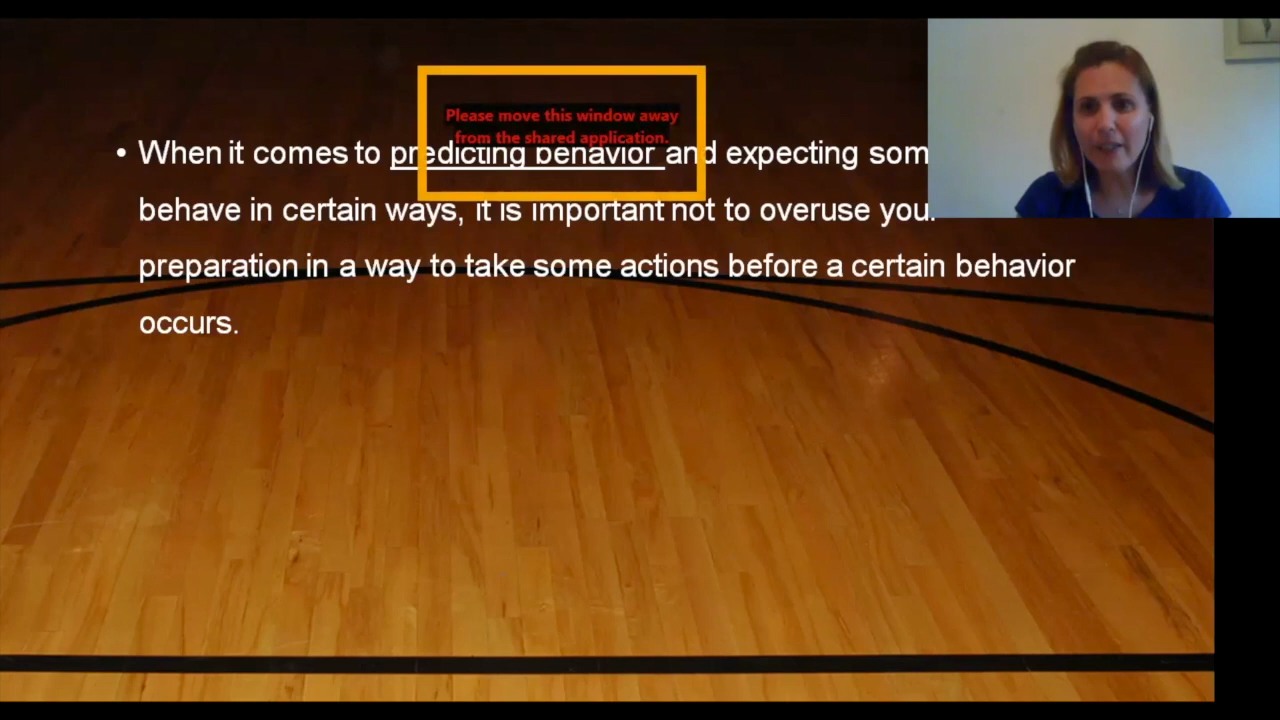 Please move this window away
from the shared application.
• When it comes to predicting behavior and expecting
behave in certain ways, it is important not to overuse
preparation in a way to take some actions before a certain behavior
occurs.